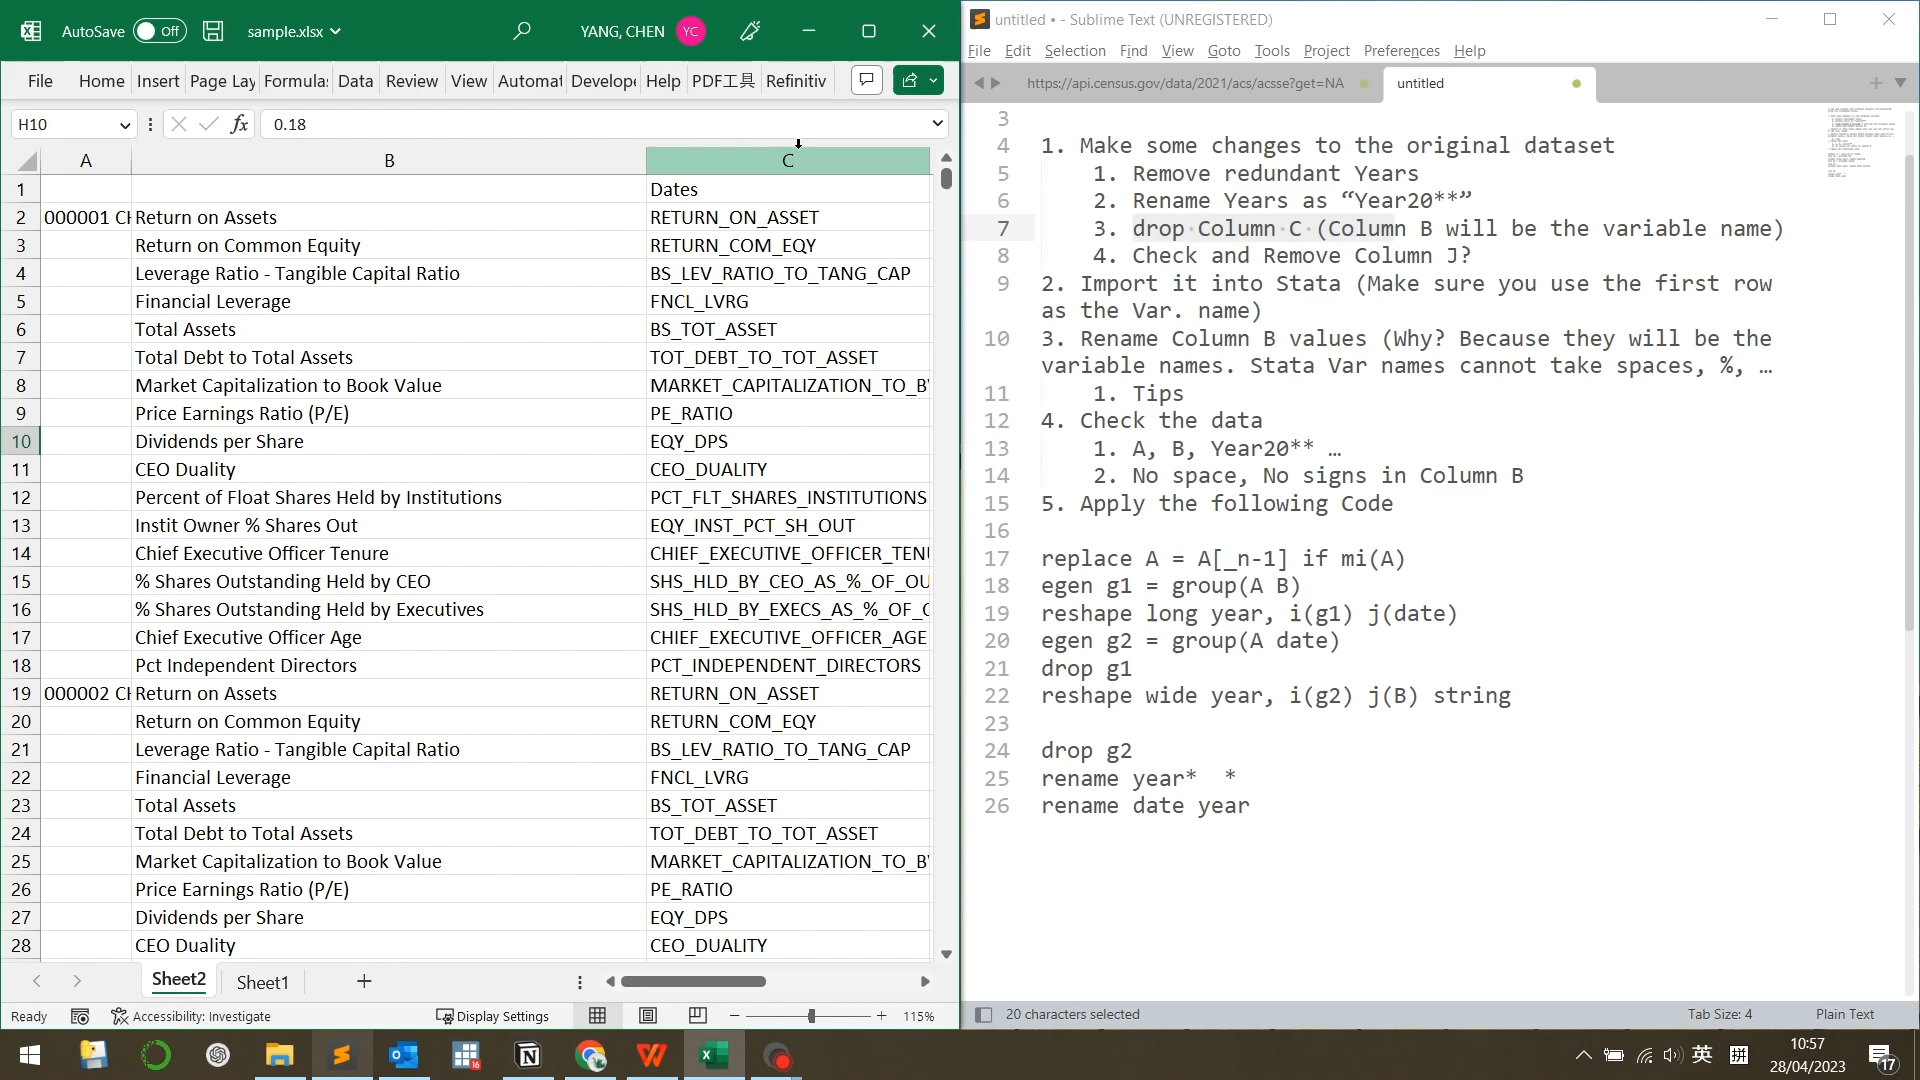 AutoSave Off sample.xlsx YANG, CHEN YC
File Home Insert Page Lay Formula: Data Review View Automat Develope Help PDF工具 Refinitiv
H10 fx 0.18
A B C
1 Dates
2 000001 CH Return on Assets RETURN_ON_ASSET
3 Return on Common Equity RETURN_COM_EQY
4 Leverage Ratio - Tangible Capital Ratio BS_LEV_RATIO_TO_TANG_CAP
5 Financial Leverage FNCL_LVRG
6 Total Assets BS_TOT_ASSET
7 Total Debt to Total Assets TOT_DEBT_TO_TOT_ASSET
8 Market Capitalization to Book Value MARKET_CAPITALIZATION_TO_B
9 Price Earnings Ratio (P/E) PE_RATIO
10 Dividends per Share EQY_DPS
11 CEO Duality CEO_DUALITY
12 Percent of Float Shares Held by Institutions PCT_FLT_SHARES_INSTITUTIONS
13 Instit Owner % Shares Out EQY_INST_PCT_SH_OUT
14 Chief Executive Officer Tenure CHIEF_EXECUTIVE_OFFICER_TENU
15 % Shares Outstanding Held by CEO SHS_HLD_BY_CEO_AS_%_OF_OU
16 % Shares Outstanding Held by Executives SHS_HLD_BY_EXECS_AS_%_OF_O
17 Chief Executive Officer Age CHIEF_EXECUTIVE_OFFICER_AGE
18 Pct Independent Directors PCT_INDEPENDENT_DIRECTORS
19 000002 CH Return on Assets RETURN_ON_ASSET
20 Return on Common Equity RETURN_COM_EQY
21 Leverage Ratio - Tangible Capital Ratio BS_LEV_RATIO_TO_TANG_CAP
22 Financial Leverage FNCL_LVRG
23 Total Assets BS_TOT_ASSET
24 Total Debt to Total Assets TOT_DEBT_TO_TOT_ASSET
25 Market Capitalization to Book Value MARKET_CAPITALIZATION_TO_B
26 Price Earnings Ratio (P/E) PE_RATIO
27 Dividends per Share EQY_DPS
28 CEO Duality CEO_DUALITY
Sheet2 Sheet1
Ready Accessibility: Investigate Display Settings 115%
untitled • - Sublime Text (UNREGISTERED)
File Edit Selection Find View Goto Tools Project Preferences Help
https://api.census.gov/data/2021/acs/acsse?get=NA untitled
3
4 1. Make some changes to the original dataset
5 1. Remove redundant Years
6 2. Rename Years as “Year20**”
7 3. drop Column C (Column B will be the variable name)
8 4. Check and Remove Column J?
9 2. Import it into Stata (Make sure you use the first row
as the Var. name)
10 3. Rename Column B values (Why? Because they will be the
variable names. Stata Var names cannot take spaces, %, …
11 1. Tips
12 4. Check the data
13 1. A, B, Year20** …
14 2. No space, No signs in Column B
15 5. Apply the following Code
16
17 replace A = A[_n-1] if mi(A)
18 egen g1 = group(A B)
19 reshape long year, i(g1) j(date)
20 egen g2 = group(A date)
21 drop g1
22 reshape wide year, i(g2) j(B) string
23
24 drop g2
25 rename year*  *
26 rename date year
20 characters selected Tab Size: 4 Plain Text
16 英 拼 10:57
28/04/2023 17